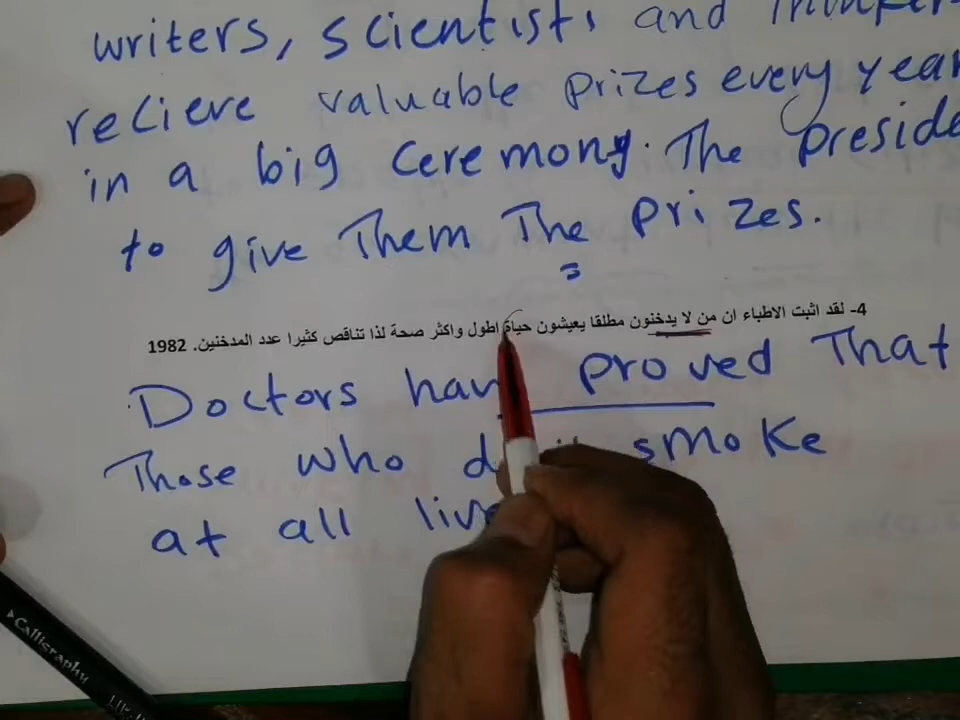 writers, scientists and
relieve valuable prizes every year
in a big ceremony. The
to give Them The prizes.
4- لقد اثبت الاطباء ان من لا يدخنون مطلقا يعيشون حياة اطول واكثر صحة لذا تناقص كثيرا عدد المدخنين. 1982
Doctors proved That
Those who smoke
at all live
Calligraphy